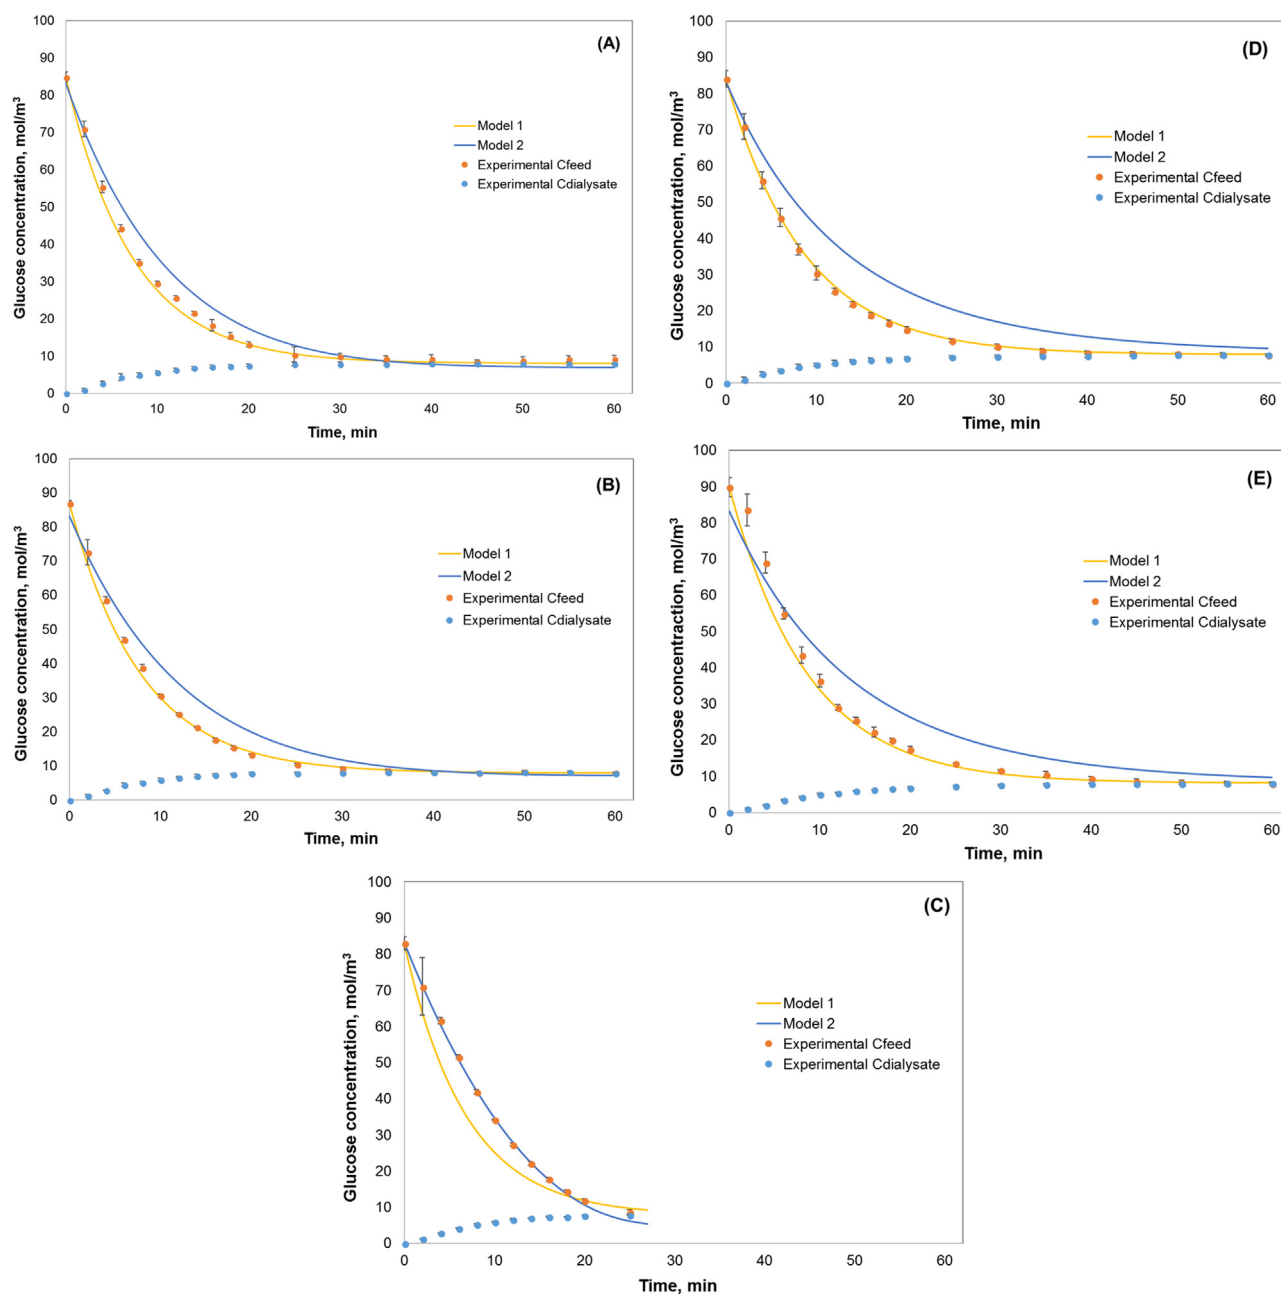 (A)
Glucose concentration, mol/m³
100
90
80
70
60
50
40
30
20
10
0
Model 1
Model 2
Experimental Cfeed
Experimental Cdialysate
0 10 20 30 40 50 60
Time, min
(D)
Glucose concentration, mol/m³
100
90
80
70
60
50
40
30
20
10
0
Model 1
Model 2
Experimental Cfeed
Experimental Cdialysate
0 10 20 30 40 50 60
Time, min
(B)
Glucose concentration, mol/m³
100
90
80
70
60
50
40
30
20
10
0
Model 1
Model 2
Experimental Cfeed
Experimental Cdialysate
0 10 20 30 40 50 60
Time, min
(E)
Glucose concentraction, mol/m³
100
90
80
70
60
50
40
30
20
10
0
Model 1
Model 2
Experimental Cfeed
Experimental Cdialysate
0 10 20 30 40 50 60
Time, min
(C)
Glucose concentration, mol/m³
100
90
80
70
60
50
40
30
20
10
0
Model 1
Model 2
Experimental Cfeed
Experimental Cdialysate
0 10 20 30 40 50 60
Time, min